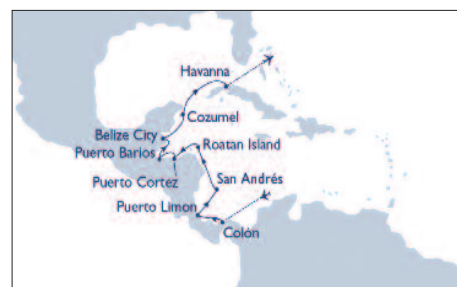 Havanna
Cozumel
Belize City
Roatan Island
Puerto Barios
San Andrés
Puerto Cortez
Puerto Limon
Colón